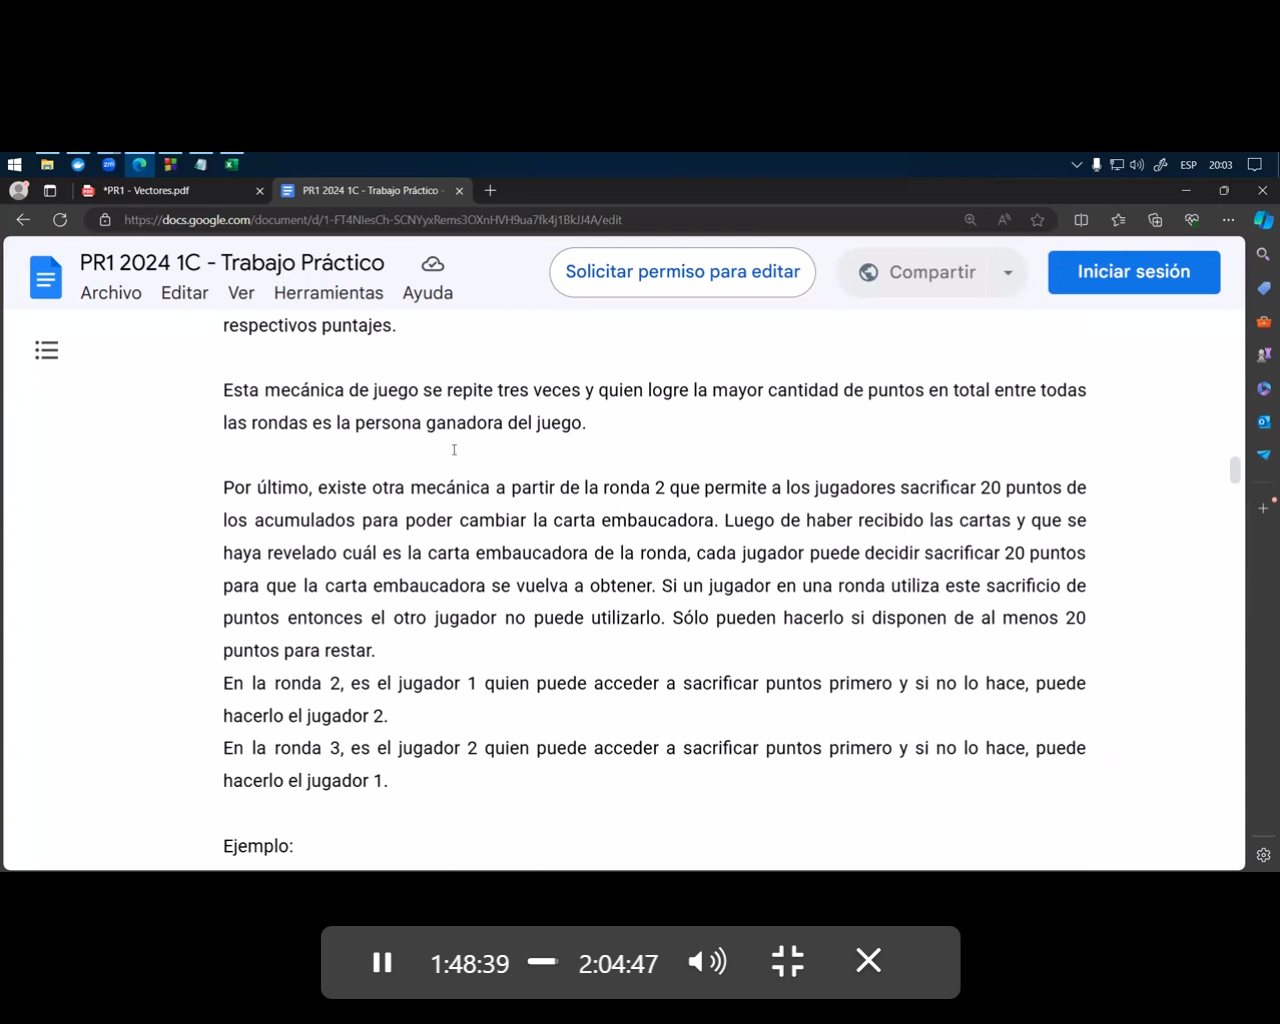 zm
ESP
20:03
*PR1 - Vectores.pdf
PR1 2024 1C - Trabajo Práctico -
https://docs.google.com/document/d/1-FT4NIesCh-SCNYyxRems3OXnHVH9ua7fk4j1BkJJ4A/edit
PR1 2024 1C - Trabajo Práctico
Archivo Editar Ver Herramientas Ayuda
Solicitar permiso para editar
Compartir
Iniciar sesión
respectivos puntajes.
Esta mecánica de juego se repite tres veces y quien logre la mayor cantidad de puntos en total entre todas
las rondas es la persona ganadora del juego.
Por último, existe otra mecánica a partir de la ronda 2 que permite a los jugadores sacrificar 20 puntos de
los acumulados para poder cambiar la carta embaucadora. Luego de haber recibido las cartas y que se
haya revelado cuál es la carta embaucadora de la ronda, cada jugador puede decidir sacrificar 20 puntos
para que la carta embaucadora se vuelva a obtener. Si un jugador en una ronda utiliza este sacrificio de
puntos entonces el otro jugador no puede utilizarlo. Sólo pueden hacerlo si disponen de al menos 20
puntos para restar.
En la ronda 2, es el jugador 1 quien puede acceder a sacrificar puntos primero y si no lo hace, puede
hacerlo el jugador 2.
En la ronda 3, es el jugador 2 quien puede acceder a sacrificar puntos primero y si no lo hace, puede
hacerlo el jugador 1.
Ejemplo:
1:48:39
2:04:47